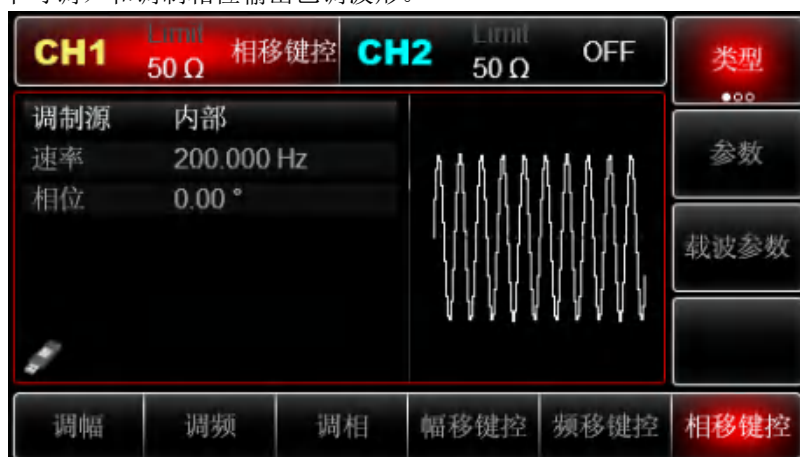 CH1 Limit 50 Ω 相移键控 CH2 Limit 50 Ω OFF 类型
调制源 内部
速率 200.000 Hz 参数
相位 0.00 °
载波参数
调幅 调频 调相 幅移键控 频移键控 相移键控